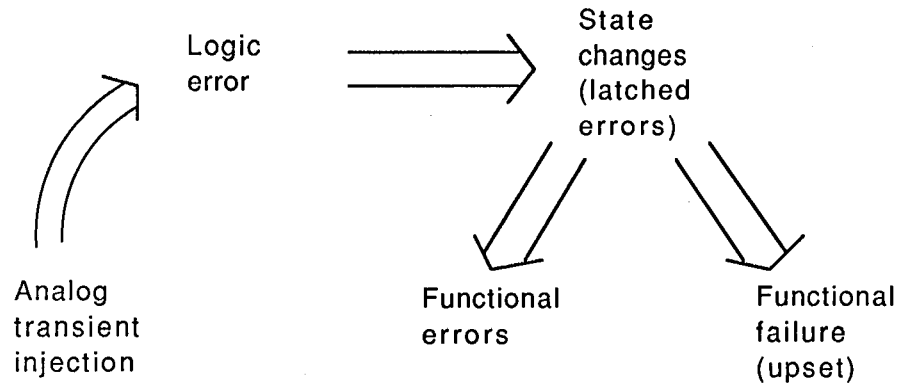 Logic
error
State
changes
(latched
errors)
Analog
transient
injection
Functional
errors
Functional
failure
(upset)